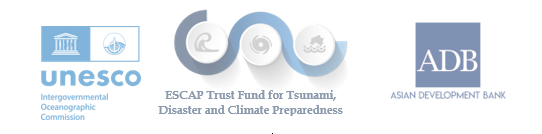 unesco
Intergovernmental
Oceanographic
Commission
ESCAP Trust Fund for Tsunami,
Disaster and Climate Preparedness
ADB
ASIAN DEVELOPMENT BANK